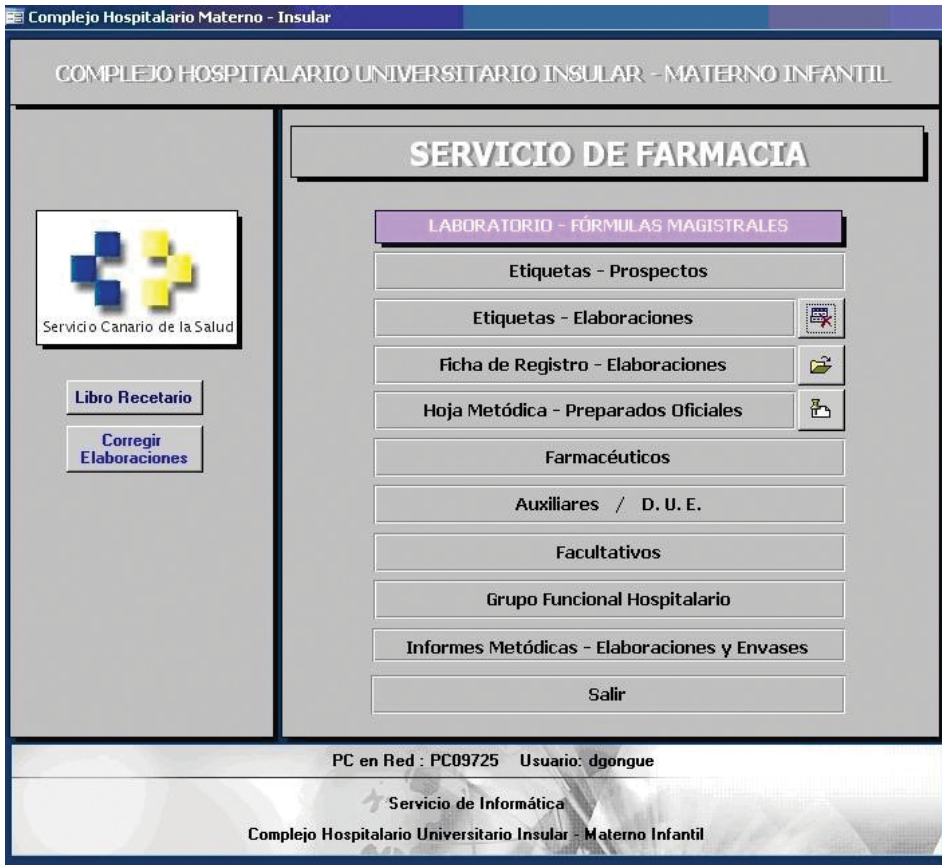 Complejo Hospitalario Materno - Insular
COMPLEJO HOSPITALARIO UNIVERSITARIO INSULAR - MATERNO INFANTIL
SERVICIO DE FARMACIA
Servicio Canario de la Salud
Libro Recetario
Corregir
Elaboraciones
LABORATORIO - FÓRMULAS MAGISTRALES
Etiquetas - Prospectos
Etiquetas - Elaboraciones
Ficha de Registro - Elaboraciones
Hoja Metódica - Preparados Oficiales
Farmacéuticos
Auxiliares / D. U. E.
Facultativos
Grupo Funcional Hospitalario
Informes Metódicas - Elaboraciones y Envases
Salir
PC en Red : PC09725 Usuario: dgongue
Servicio de Informática
Complejo Hospitalario Universitario Insular - Materno Infantil